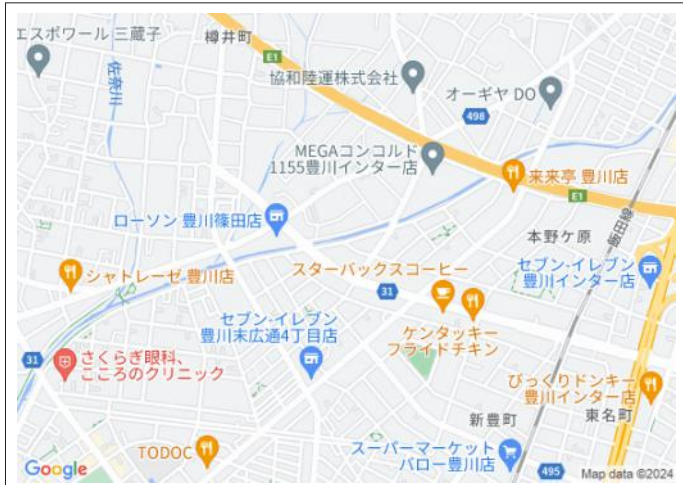 エスポワール 三蔵子
樽井町
E1
佐奈川
協和陸運株式会社
オーギヤ DO
498
MEGAコンコルド
1155豊川インター店
来来亭 豊川店
E1
飯田線
ローソン 豊川篠田店
本野ケ原
シャトレーゼ 豊川店
スターバックスコーヒー
セブン-イレブン
豊川インター店
31
セブン-イレブン
豊川末広通4丁目店
ケンタッキー
フライドチキン
31
さくらぎ眼科、
こころのクリニック
びっくりドンキー
豊川インター店
新豊町
東名町
TODOC
スーパーマーケット
バロー豊川店
495
Google
Map data ©2024